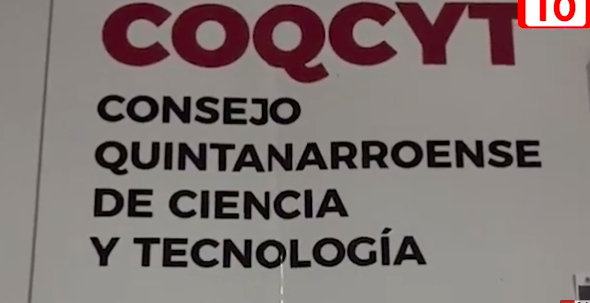 COQCYT
10
CONSEJO
QUINTANARROENSE
DE CIENCIA
Y TECNOLOGÍA